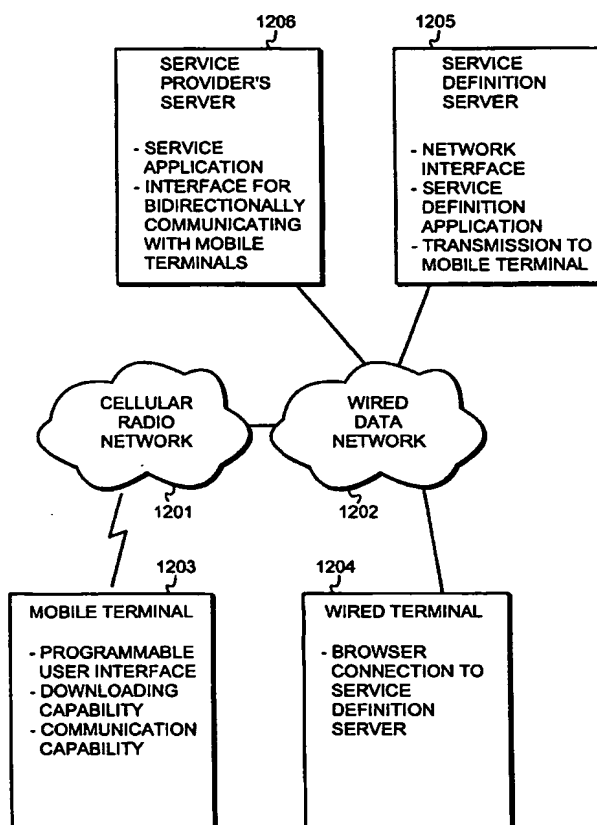 1206
SERVICE
PROVIDER'S
SERVER
- SERVICE
APPLICATION
- INTERFACE FOR
BIDIRECTIONALLY
COMMUNICATING
WITH MOBILE
TERMINALS
1205
SERVICE
DEFINITION
SERVER
- NETWORK
INTERFACE
- SERVICE
DEFINITION
APPLICATION
- TRANSMISSION TO
MOBILE TERMINAL
CELLULAR
RADIO
NETWORK
1201
WIRED
DATA
NETWORK
1202
1203
MOBILE TERMINAL
- PROGRAMMABLE
USER INTERFACE
- DOWNLOADING
CAPABILITY
- COMMUNICATION
CAPABILITY
1204
WIRED TERMINAL
- BROWSER
CONNECTION TO
SERVICE
DEFINITION
SERVER